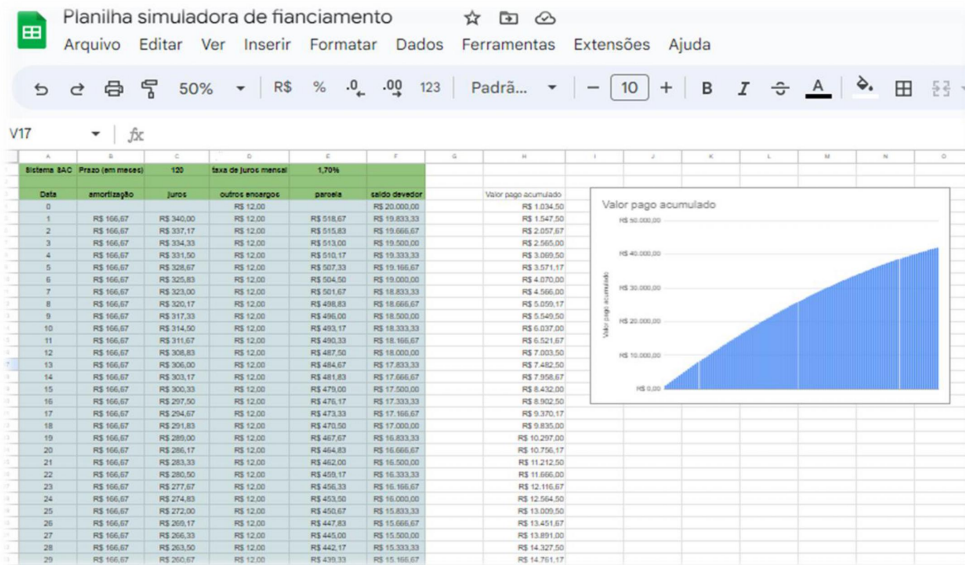 Planilha simuladora de fianciamento
Arquivo Editar Ver Inserir Formatar Dados Ferramentas Extensões Ajuda
50% R$ % .0 .00 123 Padrã... − 10 + B I A
V17 fx
A B C D E F G H I J K L M N O
Sistema SAC Prazo (em meses) 120 taxa de juros mensal 1,70%
Data amortização juros outros encargos parcela saldo devedor Valor pago acumulado
0 R$ 12,00 R$ 20.000,00 R$ 1.034,50
1 R$ 166,67 R$ 340,00 R$ 12,00 R$ 518,67 R$ 19.833,33 R$ 1.547,50
2 R$ 166,67 R$ 337,17 R$ 12,00 R$ 515,83 R$ 19.666,67 R$ 2.057,67
3 R$ 166,67 R$ 334,33 R$ 12,00 R$ 513,00 R$ 19.500,00 R$ 2.565,00
4 R$ 166,67 R$ 331,50 R$ 12,00 R$ 510,17 R$ 19.333,33 R$ 3.069,50
5 R$ 166,67 R$ 328,67 R$ 12,00 R$ 507,33 R$ 19.166,67 R$ 3.571,17
6 R$ 166,67 R$ 325,83 R$ 12,00 R$ 504,50 R$ 19.000,00 R$ 4.070,00
7 R$ 166,67 R$ 323,00 R$ 12,00 R$ 501,67 R$ 18.833,33 R$ 4.566,00
8 R$ 166,67 R$ 320,17 R$ 12,00 R$ 498,83 R$ 18.666,67 R$ 5.059,17
9 R$ 166,67 R$ 317,33 R$ 12,00 R$ 496,00 R$ 18.500,00 R$ 5.549,50
10 R$ 166,67 R$ 314,50 R$ 12,00 R$ 493,17 R$ 18.333,33 R$ 6.037,00
11 R$ 166,67 R$ 311,67 R$ 12,00 R$ 490,33 R$ 18.166,67 R$ 6.521,67
12 R$ 166,67 R$ 308,83 R$ 12,00 R$ 487,50 R$ 18.000,00 R$ 7.003,50
13 R$ 166,67 R$ 306,00 R$ 12,00 R$ 484,67 R$ 17.833,33 R$ 7.482,50
14 R$ 166,67 R$ 303,17 R$ 12,00 R$ 481,83 R$ 17.666,67 R$ 7.958,67
15 R$ 166,67 R$ 300,33 R$ 12,00 R$ 479,00 R$ 17.500,00 R$ 8.432,00
16 R$ 166,67 R$ 297,50 R$ 12,00 R$ 476,17 R$ 17.333,33 R$ 8.902,50
17 R$ 166,67 R$ 294,67 R$ 12,00 R$ 473,33 R$ 17.166,67 R$ 9.370,17
18 R$ 166,67 R$ 291,83 R$ 12,00 R$ 470,50 R$ 17.000,00 R$ 9.835,00
19 R$ 166,67 R$ 289,00 R$ 12,00 R$ 467,67 R$ 16.833,33 R$ 10.297,00
20 R$ 166,67 R$ 286,17 R$ 12,00 R$ 464,83 R$ 16.666,67 R$ 10.756,17
21 R$ 166,67 R$ 283,33 R$ 12,00 R$ 462,00 R$ 16.500,00 R$ 11.212,50
22 R$ 166,67 R$ 280,50 R$ 12,00 R$ 459,17 R$ 16.333,33 R$ 11.666,00
23 R$ 166,67 R$ 277,67 R$ 12,00 R$ 456,33 R$ 16.166,67 R$ 12.116,67
24 R$ 166,67 R$ 274,83 R$ 12,00 R$ 453,50 R$ 16.000,00 R$ 12.564,50
25 R$ 166,67 R$ 272,00 R$ 12,00 R$ 450,67 R$ 15.833,33 R$ 13.009,50
26 R$ 166,67 R$ 269,17 R$ 12,00 R$ 447,83 R$ 15.666,67 R$ 13.451,67
27 R$ 166,67 R$ 266,33 R$ 12,00 R$ 445,00 R$ 15.500,00 R$ 13.891,00
28 R$ 166,67 R$ 263,50 R$ 12,00 R$ 442,17 R$ 15.333,33 R$ 14.327,50
29 R$ 166,67 R$ 260,67 R$ 12,00 R$ 439,33 R$ 15.166,67 R$ 14.761,17
Valor pago acumulado
R$ 50.000,00
R$ 40.000,00
R$ 30.000,00
R$ 20.000,00
R$ 10.000,00
R$ 0,00
Valor pago acumulado